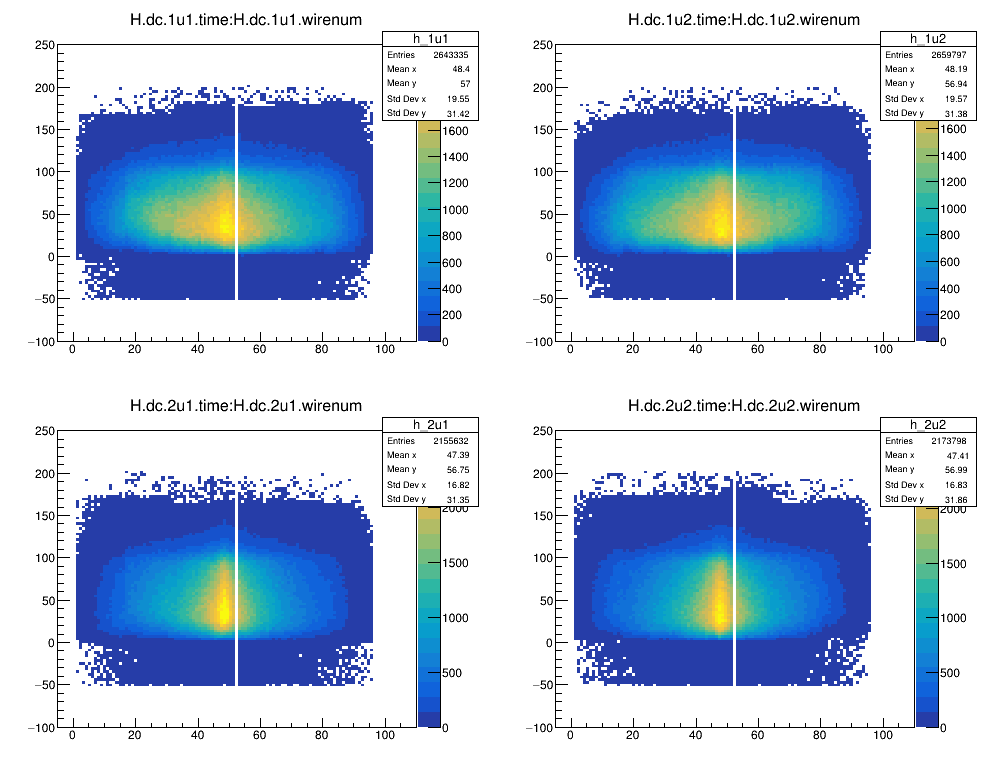 H.dc.1u1.time:H.dc.1u1.wirenum
h_1u1
Entries 2643335
Mean x 48.4
Mean y 57
Std Dev x 19.55
Std Dev y 31.42
250
200
150
100
50
0
−50
−100
0 20 40 60 80 100
1600
1400
1200
1000
800
600
400
200
0
H.dc.1u2.time:H.dc.1u2.wirenum
h_1u2
Entries 2659797
Mean x 48.19
Mean y 56.94
Std Dev x 19.57
Std Dev y 31.38
250
200
150
100
50
0
−50
−100
0 20 40 60 80 100
1600
1400
1200
1000
800
600
400
200
0
H.dc.2u1.time:H.dc.2u1.wirenum
h_2u1
Entries 2155632
Mean x 47.39
Mean y 56.75
Std Dev x 16.82
Std Dev y 31.35
250
200
150
100
50
0
−50
−100
0 20 40 60 80 100
2000
1500
1000
500
0
H.dc.2u2.time:H.dc.2u2.wirenum
h_2u2
Entries 2173798
Mean x 47.41
Mean y 56.99
Std Dev x 16.83
Std Dev y 31.86
250
200
150
100
50
0
−50
−100
0 20 40 60 80 100
2000
1500
1000
500
0